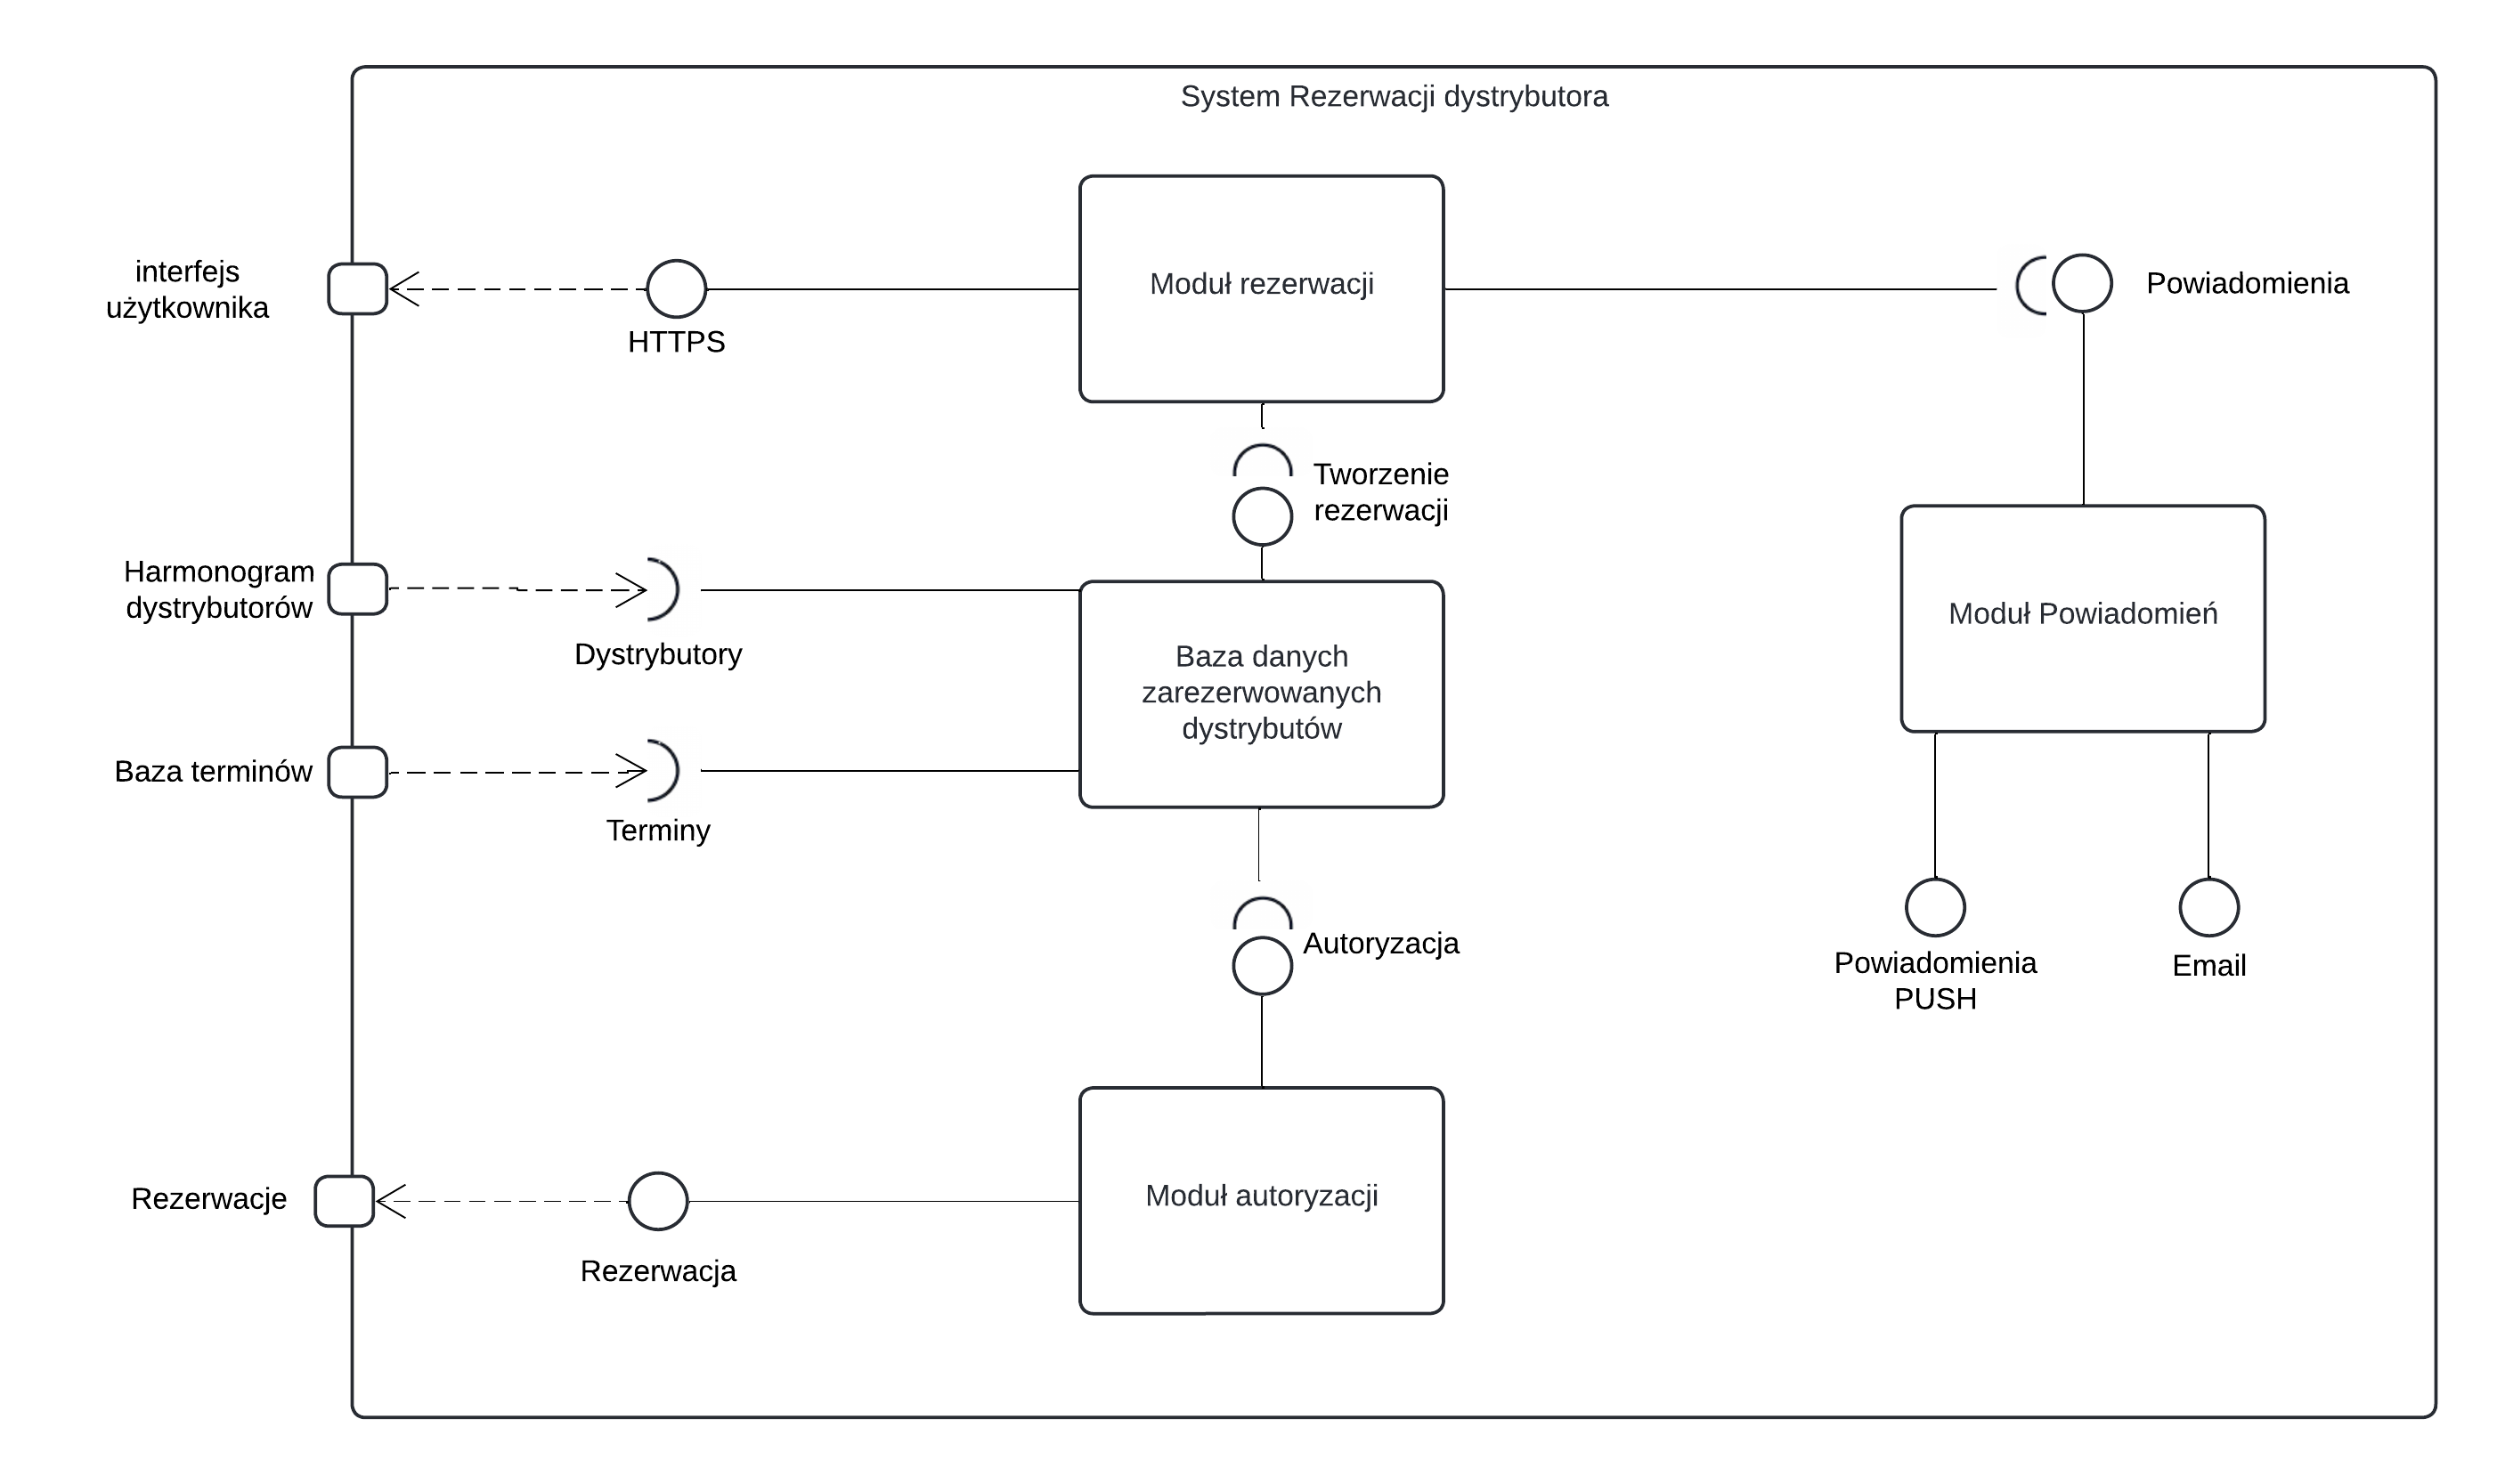 System Rezerwacji dystrybutora
interfejs
użytkownika
HTTPS
Moduł rezerwacji
Powiadomienia
Tworzenie
rezerwacji
Harmonogram
dystrybutorów
Dystrybutory
Baza danych
zarezerwowanych
dystrybutów
Moduł Powiadomień
Baza terminów
Terminy
Autoryzacja
Powiadomienia
PUSH
Email
Rezerwacje
Rezerwacja
Moduł autoryzacji